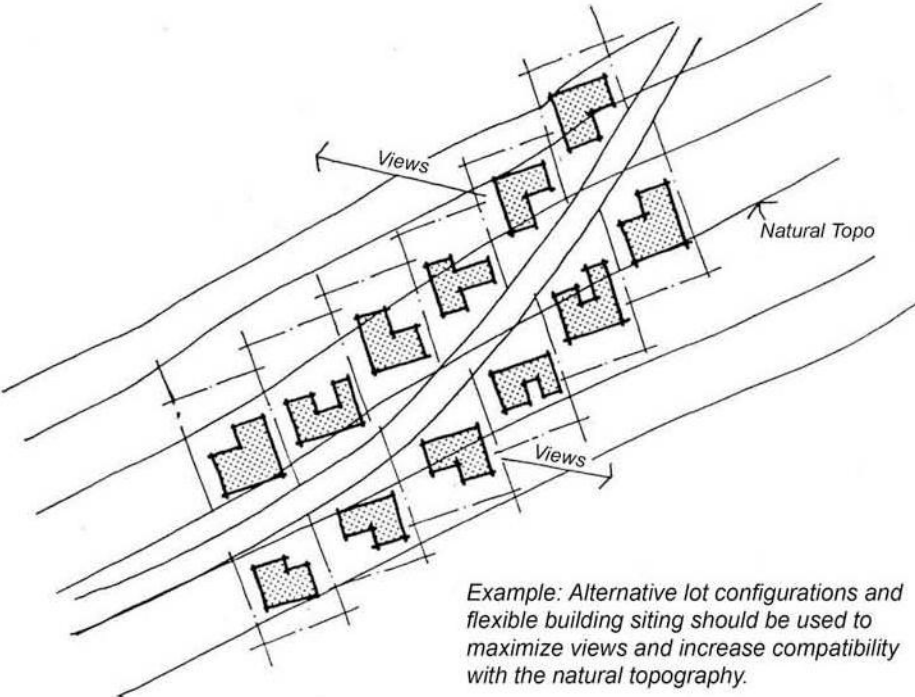 Views
Natural Topo
Views
Example: Alternative lot configurations and
flexible building siting should be used to
maximize views and increase compatibility
with the natural topography.